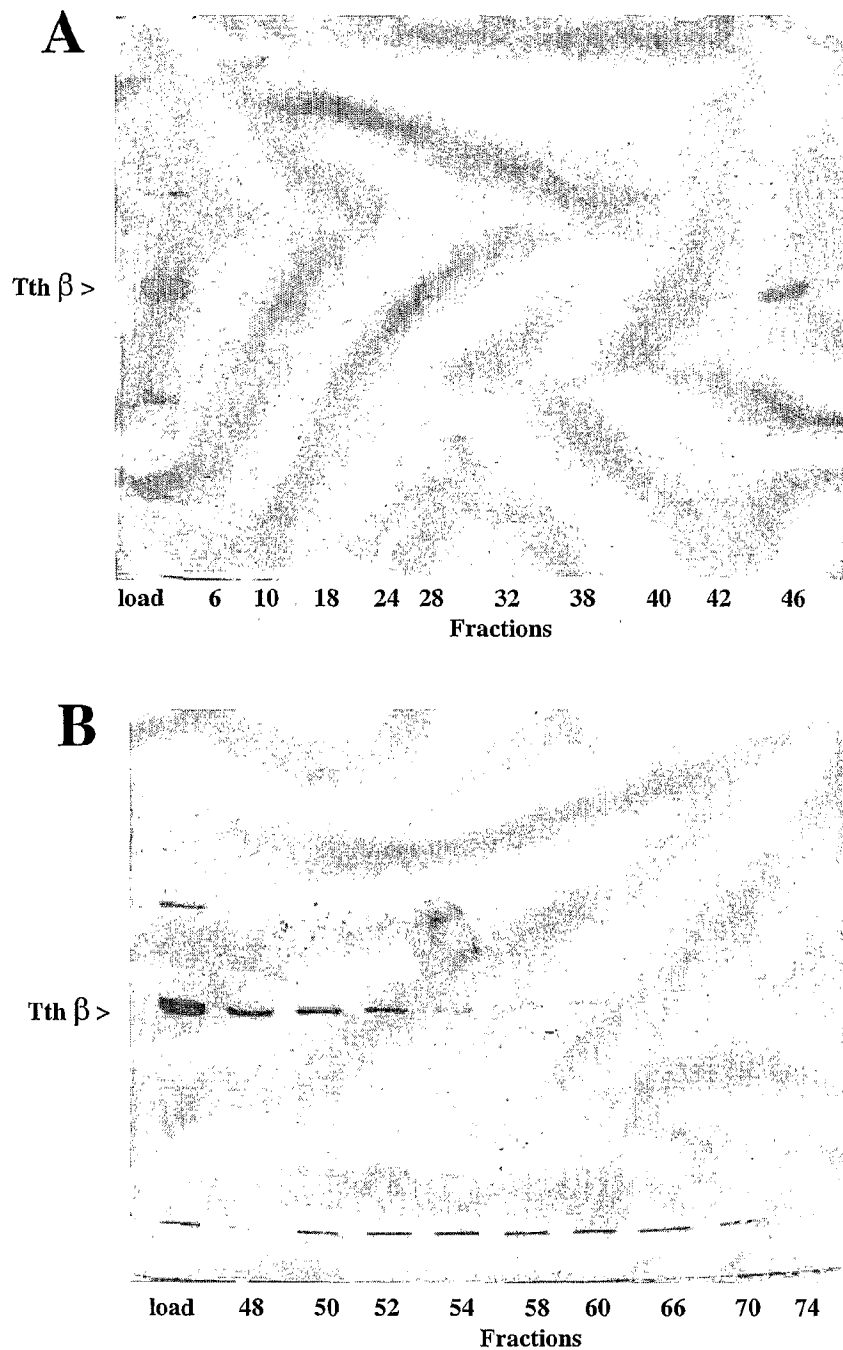 A
Tth β >
load 6 10 18 24 28 32 38 40 42 46
Fractions
B
Tth β >
load 48 50 52 54 58 60 66 70 74
Fractions